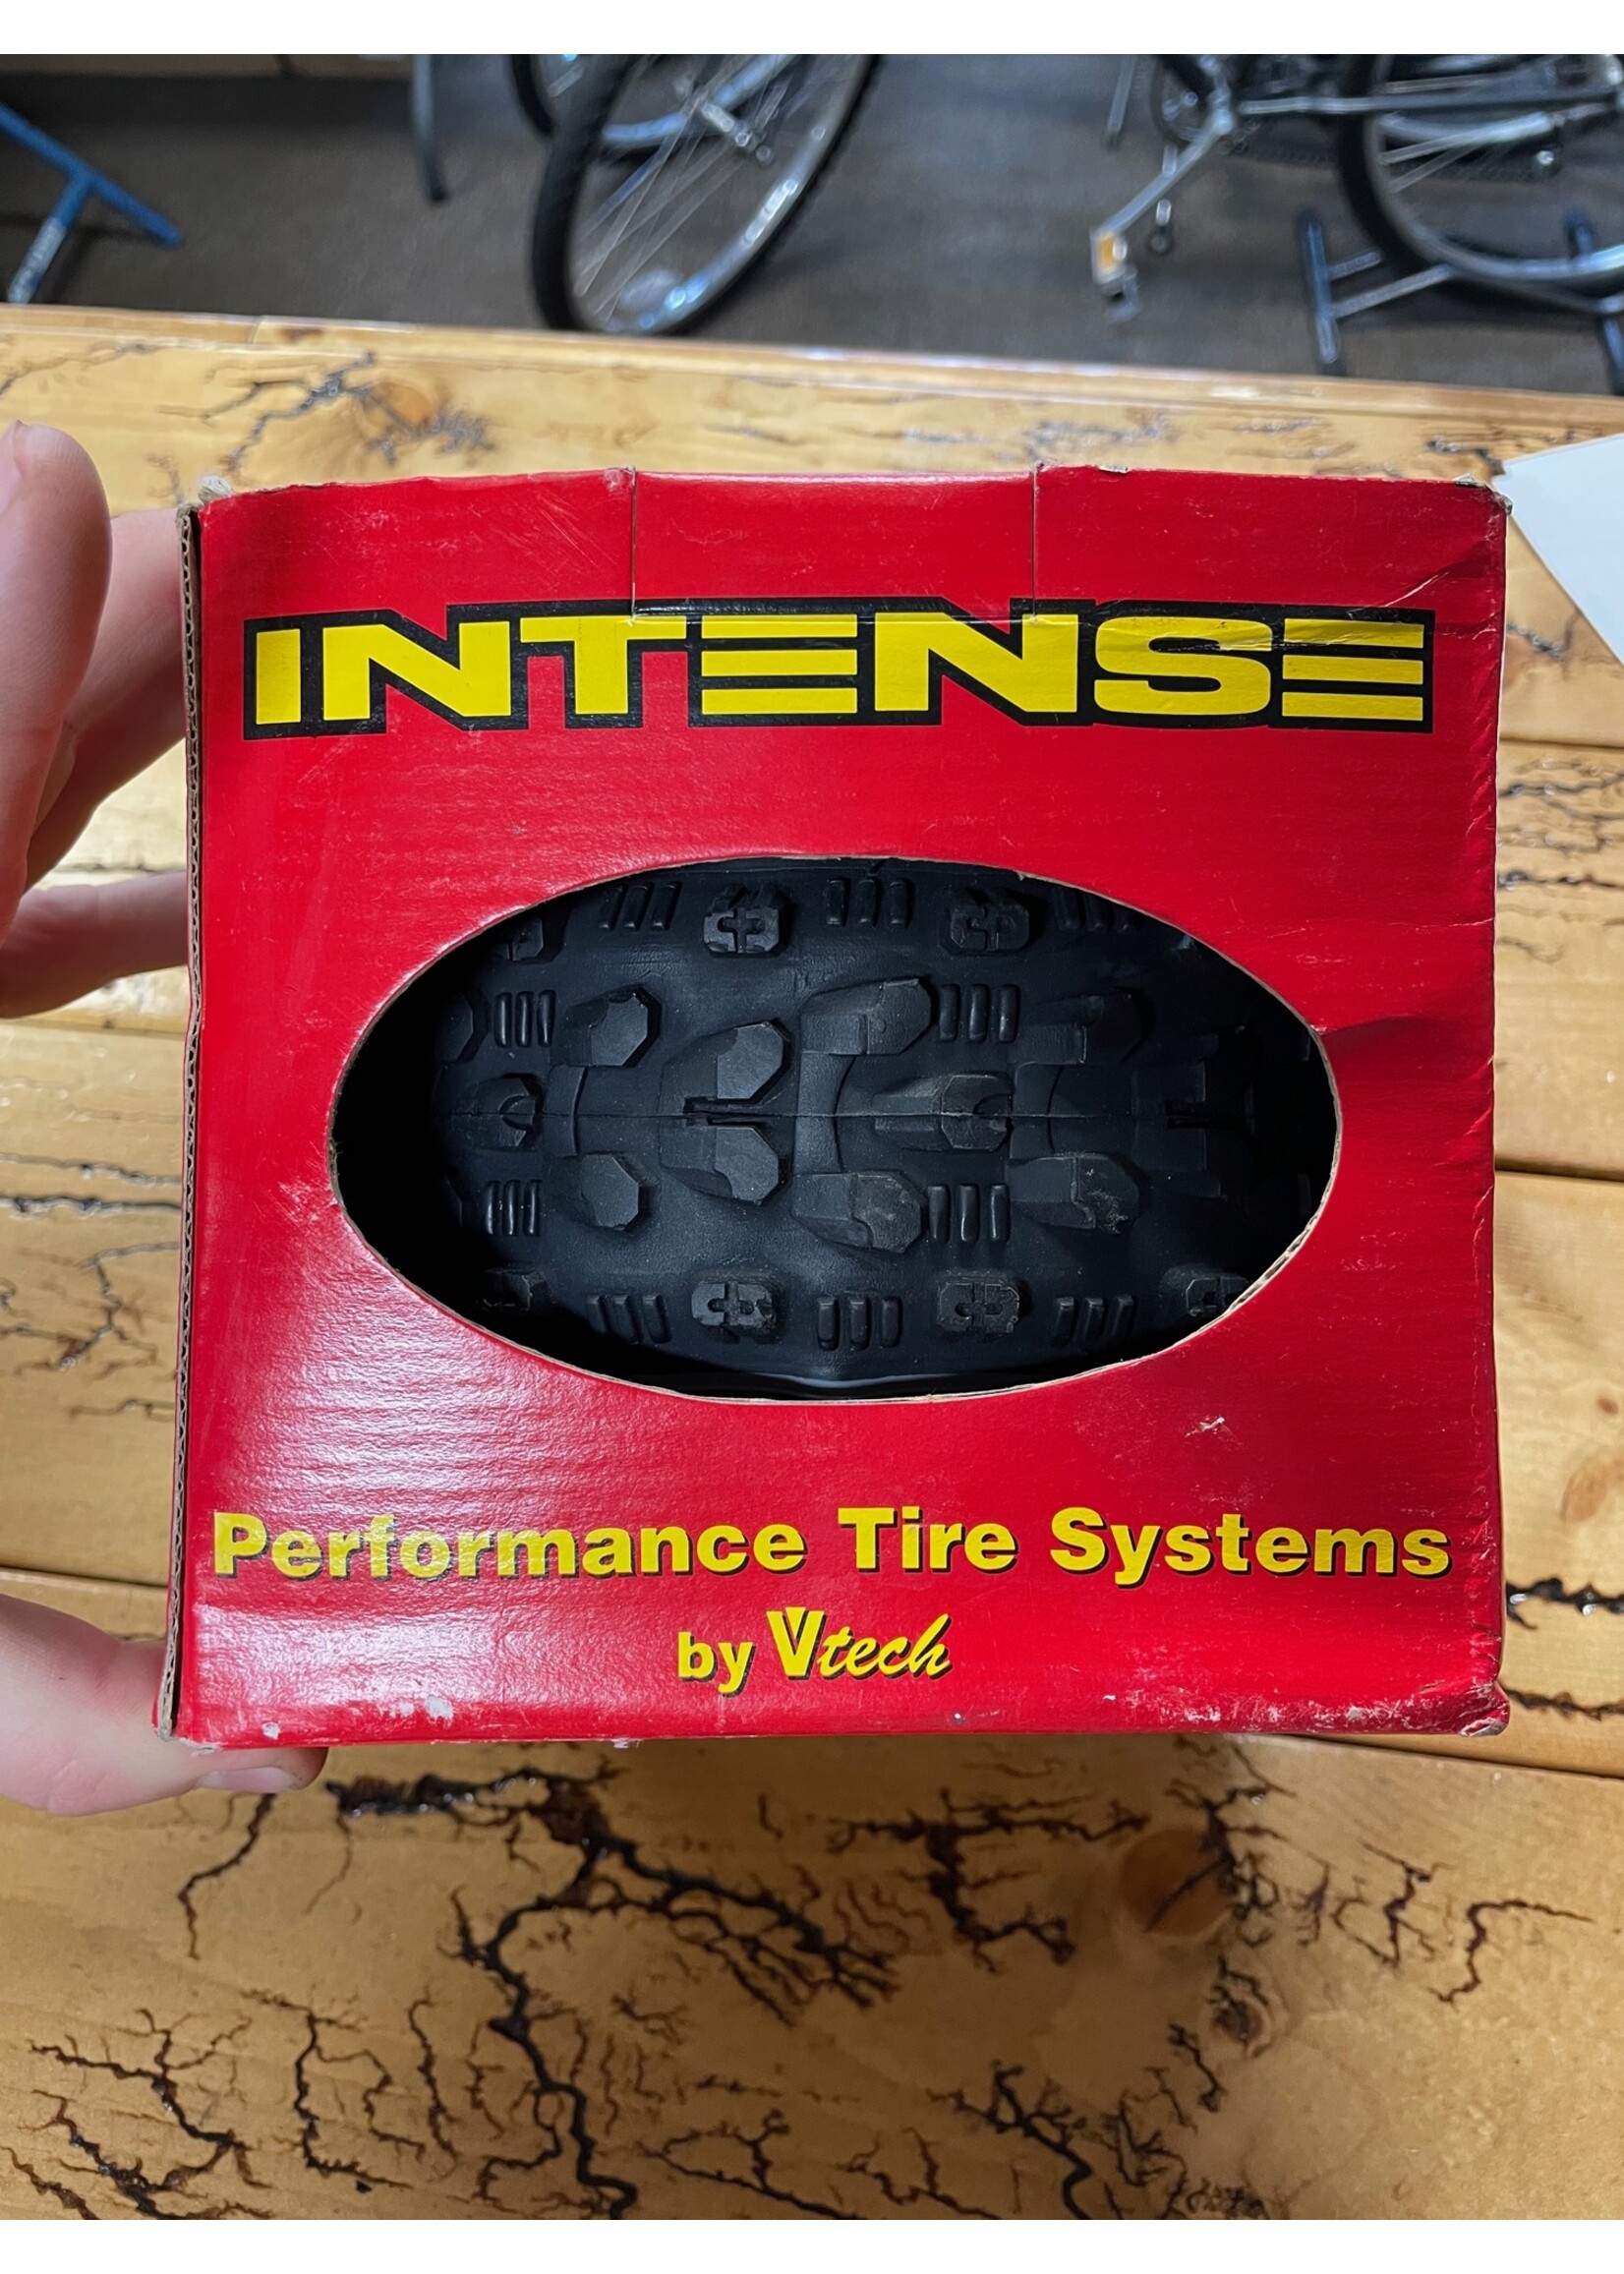 INTENSE
Performance Tire Systems
by Vtech